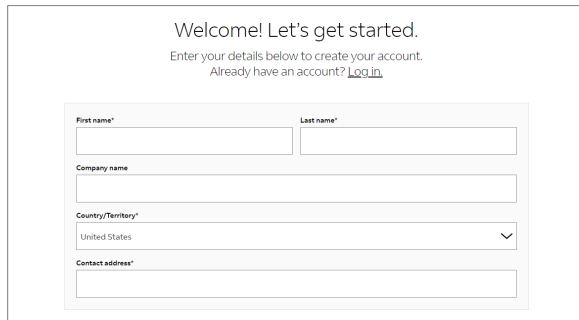 Welcome! Let's get started.
Enter your details below to create your account.
Already have an account? Log in.
First name*
Last name*
Company name
Country/Territory*
United States
Contact address*